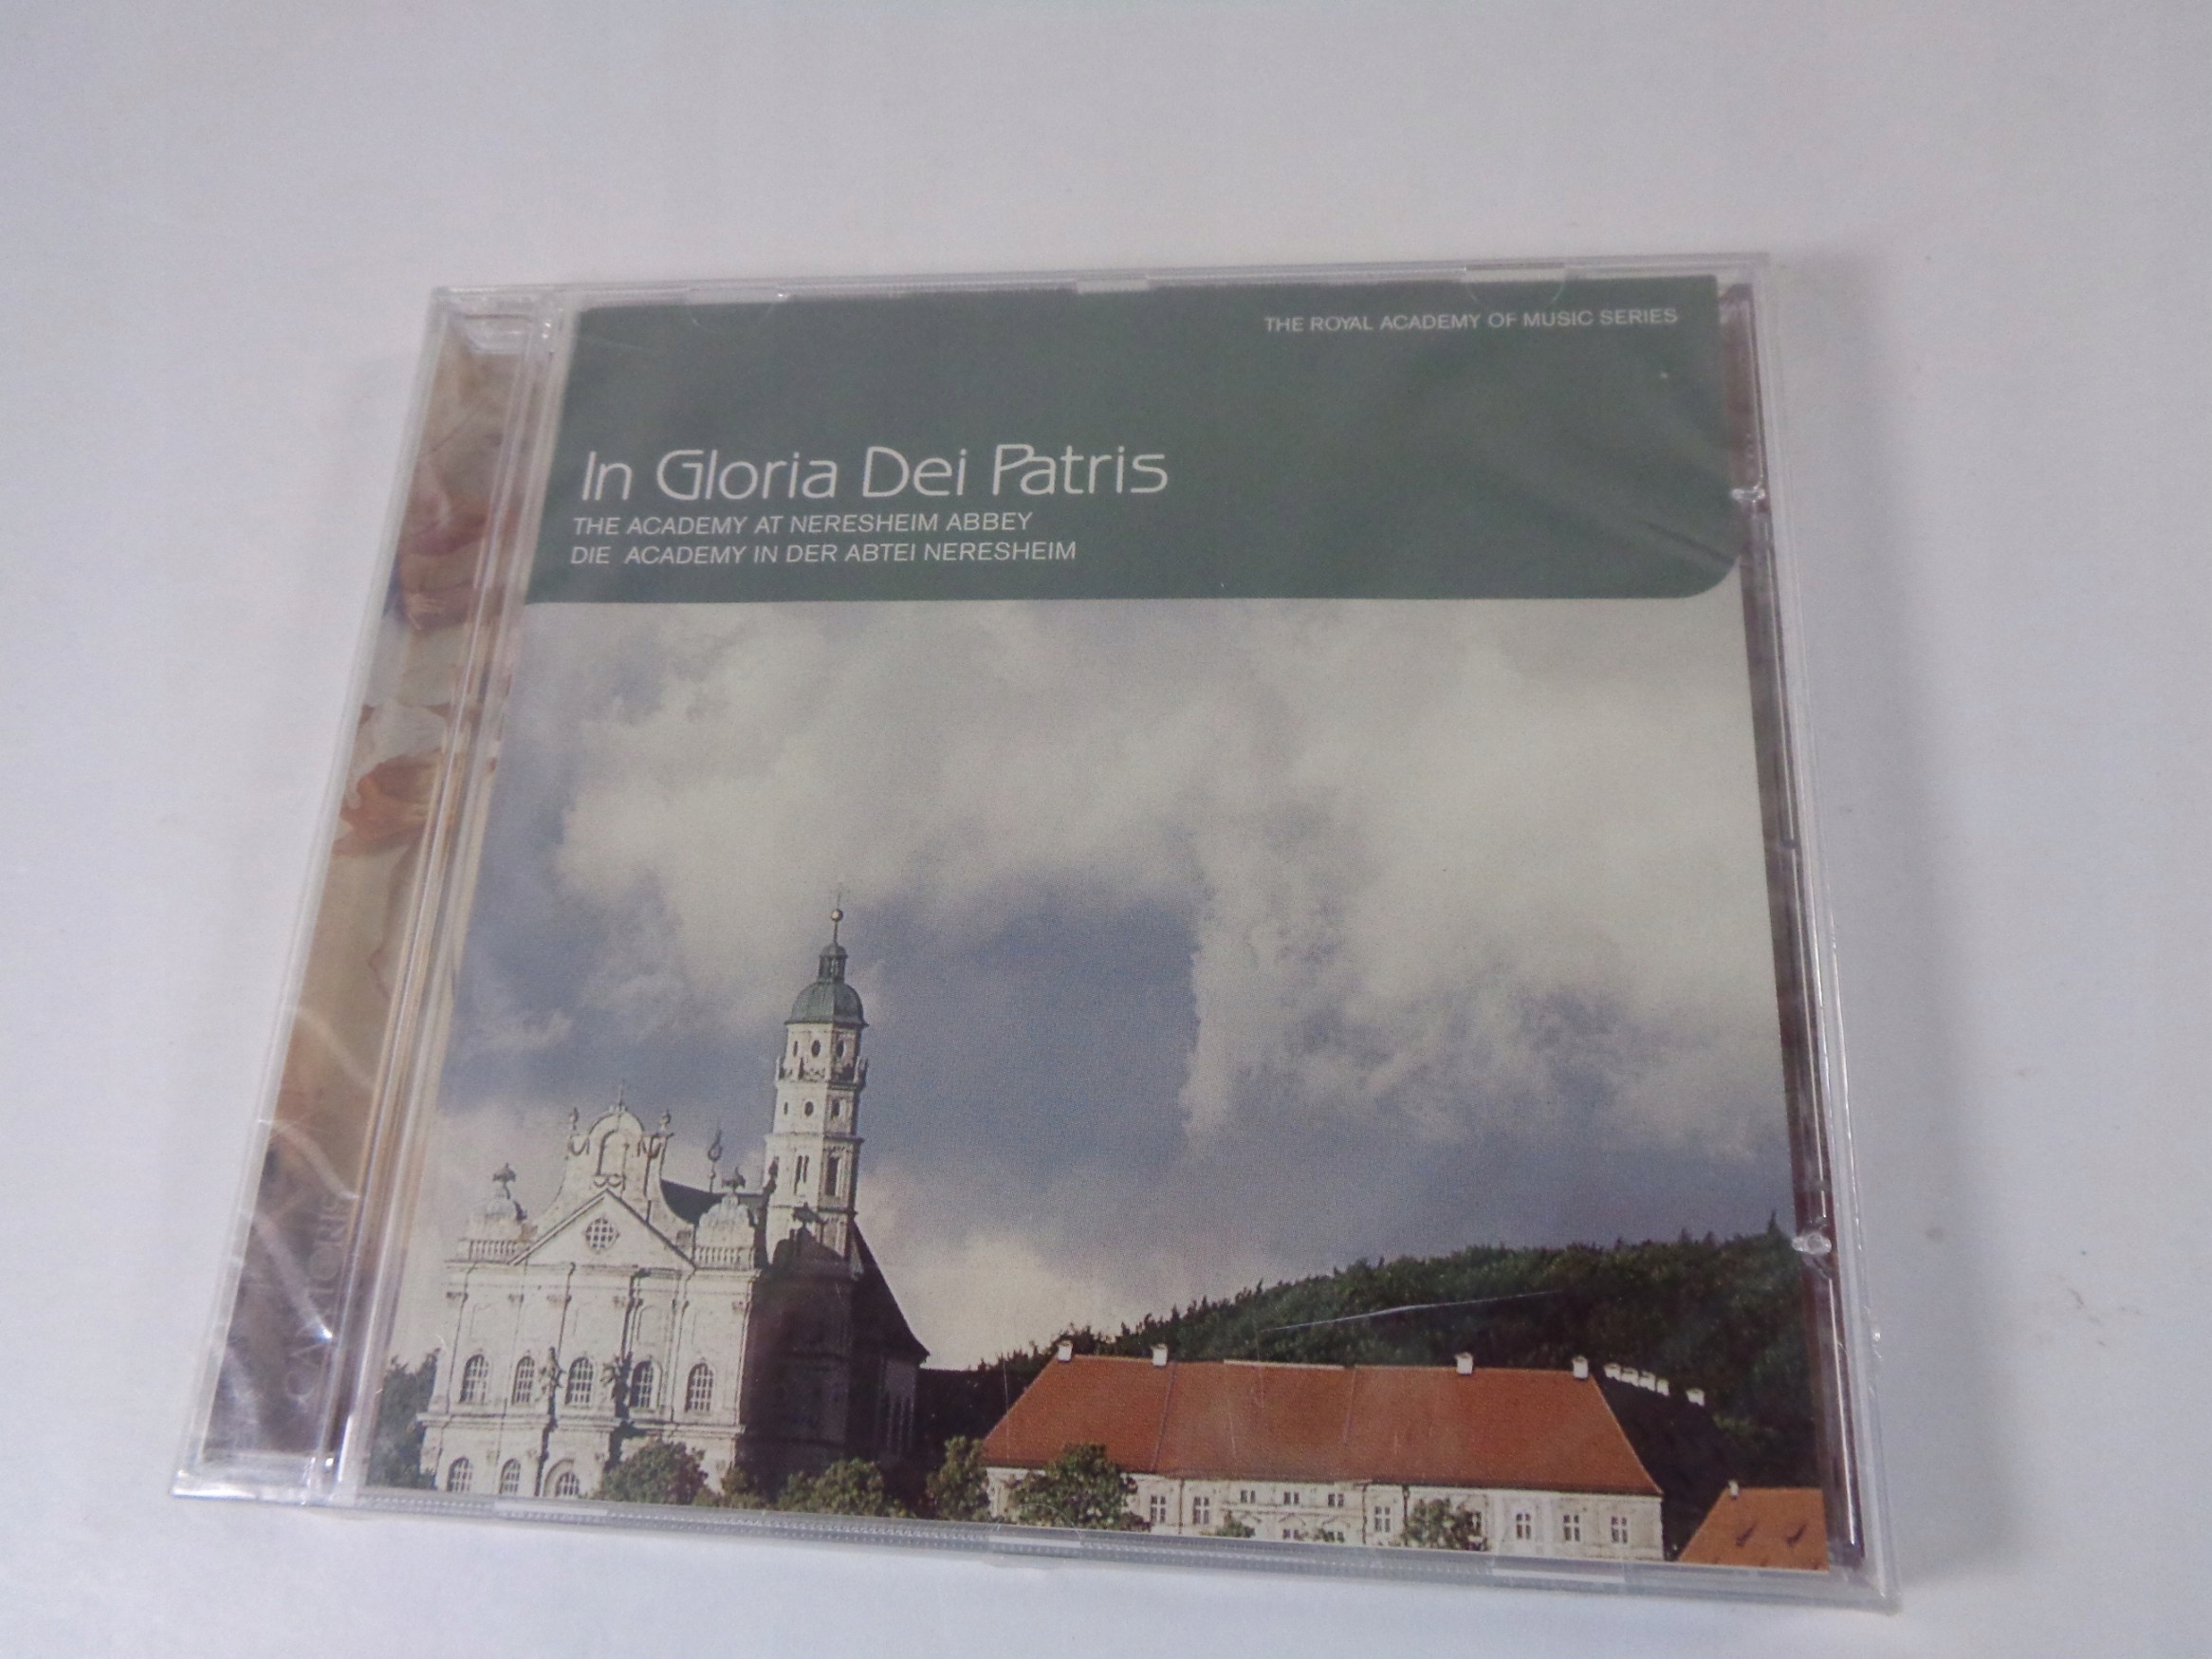 THE ROYAL ACADEMY OF MUSIC SERIES
In Gloria Dei Patris
THE ACADEMY AT NERESHEIM ABBEY
DIE ACADEMY IN DER ABTEI NERESHEIM